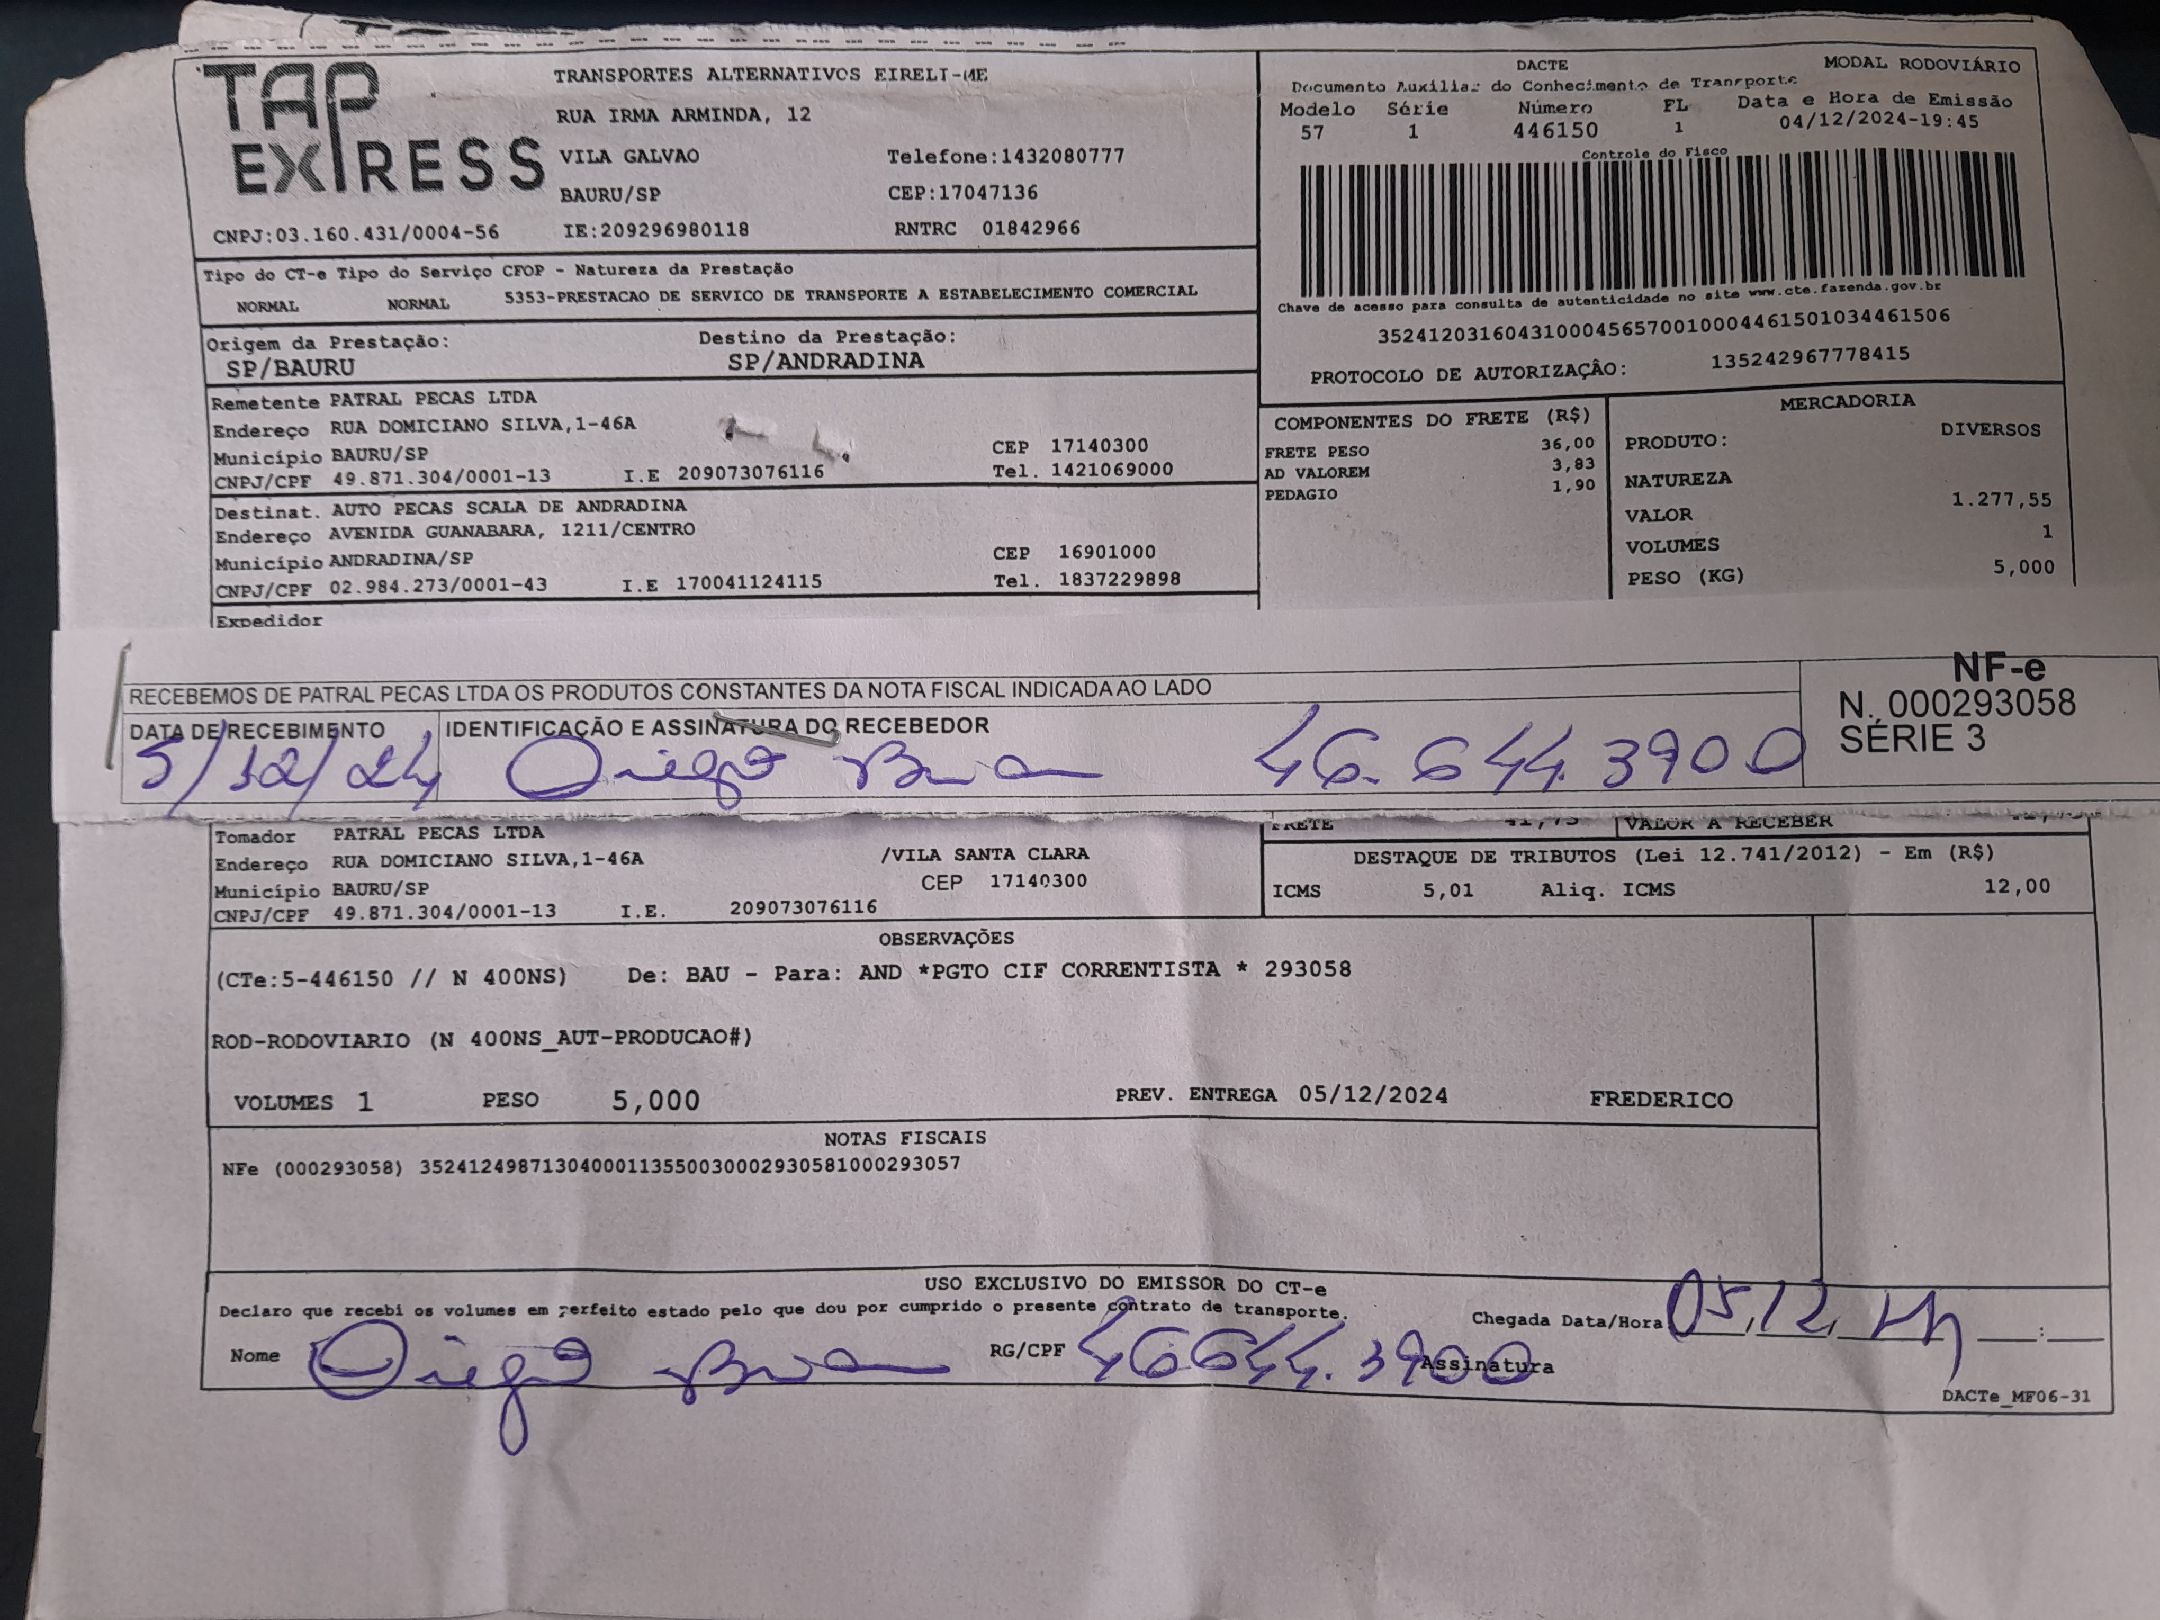 TAP EXPRESS
TRANSPORTES ALTERNATIVOS EIRELI-ME
RUA IRMA ARMINDA, 12
VILA GALVAO Telefone:1432080777
BAURU/SP CEP:17047136
CNPJ:03.160.431/0004-56 IE:209296980118 RNTRC 01842966
DACTE MODAL RODOVIÁRIO
Documento Auxiliar do Conhecimento de Transporte
Modelo Série Número FL Data e Hora de Emissão
57 1 446150 1 04/12/2024-19:45
Controle do Fisco
Chave de acesso para consulta de autenticidade no site www.cte.fazenda.gov.br
35241203160431000456570010004461501034461506
PROTOCOLO DE AUTORIZAÇÃO: 135242967778415
Tipo do CT-e Tipo do Serviço CFOP - Natureza da Prestação
NORMAL NORMAL 5353-PRESTACAO DE SERVICO DE TRANSPORTE A ESTABELECIMENTO COMERCIAL
Origem da Prestação: Destino da Prestação:
SP/BAURU SP/ANDRADINA
Remetente PATRAL PECAS LTDA
Endereço RUA DOMICIANO SILVA,1-46A
Município BAURU/SP CEP 17140300
CNPJ/CPF 49.871.304/0001-13 I.E 209073076116 Tel. 1421069000
Destinat. AUTO PECAS SCALA DE ANDRADINA
Endereço AVENIDA GUANABARA, 1211/CENTRO
Município ANDRADINA/SP CEP 16901000
CNPJ/CPF 02.984.273/0001-43 I.E 170041124115 Tel. 1837229898
Expedidor
COMPONENTES DO FRETE (R$)
FRETE PESO 36,00
AD VALOREM 3,83
PEDAGIO 1,90
MERCADORIA
PRODUTO: DIVERSOS
NATUREZA
VALOR 1.277,55
VOLUMES 1
PESO (KG) 5,000
RECEBEMOS DE PATRAL PECAS LTDA OS PRODUTOS CONSTANTES DA NOTA FISCAL INDICADA AO LADO
DATA DE RECEBIMENTO IDENTIFICAÇÃO E ASSINATURA DO RECEBEDOR
5/12/24 Diego 46.644.3900
NF-e
N. 000293058
SÉRIE 3
Tomador PATRAL PECAS LTDA
Endereço RUA DOMICIANO SILVA,1-46A /VILA SANTA CLARA
Município BAURU/SP CEP 17140300
CNPJ/CPF 49.871.304/0001-13 I.E. 209073076116
FRETE 41,73 VALOR A RECEBER
DESTAQUE DE TRIBUTOS (Lei 12.741/2012) - Em (R$)
ICMS 5,01 Aliq. ICMS 12,00
OBSERVAÇÕES
(CTe:5-446150 // N 400NS) De: BAU - Para: AND *PGTO CIF CORRENTISTA * 293058
ROD-RODOVIARIO (N 400NS_AUT-PRODUCAO#)
VOLUMES 1 PESO 5,000 PREV. ENTREGA 05/12/2024 FREDERICO
NOTAS FISCAIS
NFe (000293058) 35241249871304000113550030002930581000293057
USO EXCLUSIVO DO EMISSOR DO CT-e
Declaro que recebi os volumes em perfeito estado pelo que dou por cumprido o presente contrato de transporte.
Chegada Data/Hora 05,12,24 :
Nome Diego RG/CPF 46644.3900 Assinatura
DACTe_MF06-31